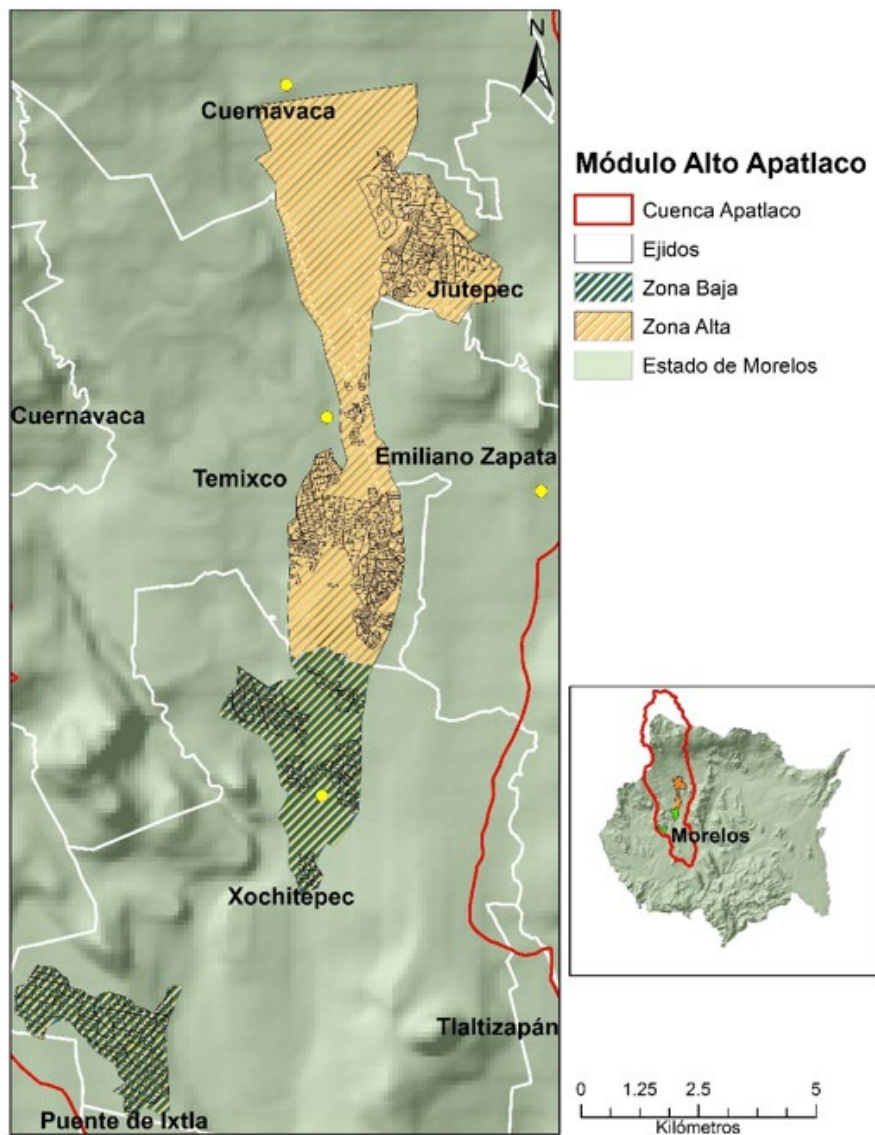 N
Cuernavaca
Jiutepec
Cuernavaca
Emiliano Zapata
Temixco
Xochitepec
Tlaltizapán
Puente de Ixtla
Módulo Alto Apatlaco
Cuenca Apatlaco
Ejidos
Zona Baja
Zona Alta
Estado de Morelos
Morelos
0 1.25 2.5 5
Kilómetros